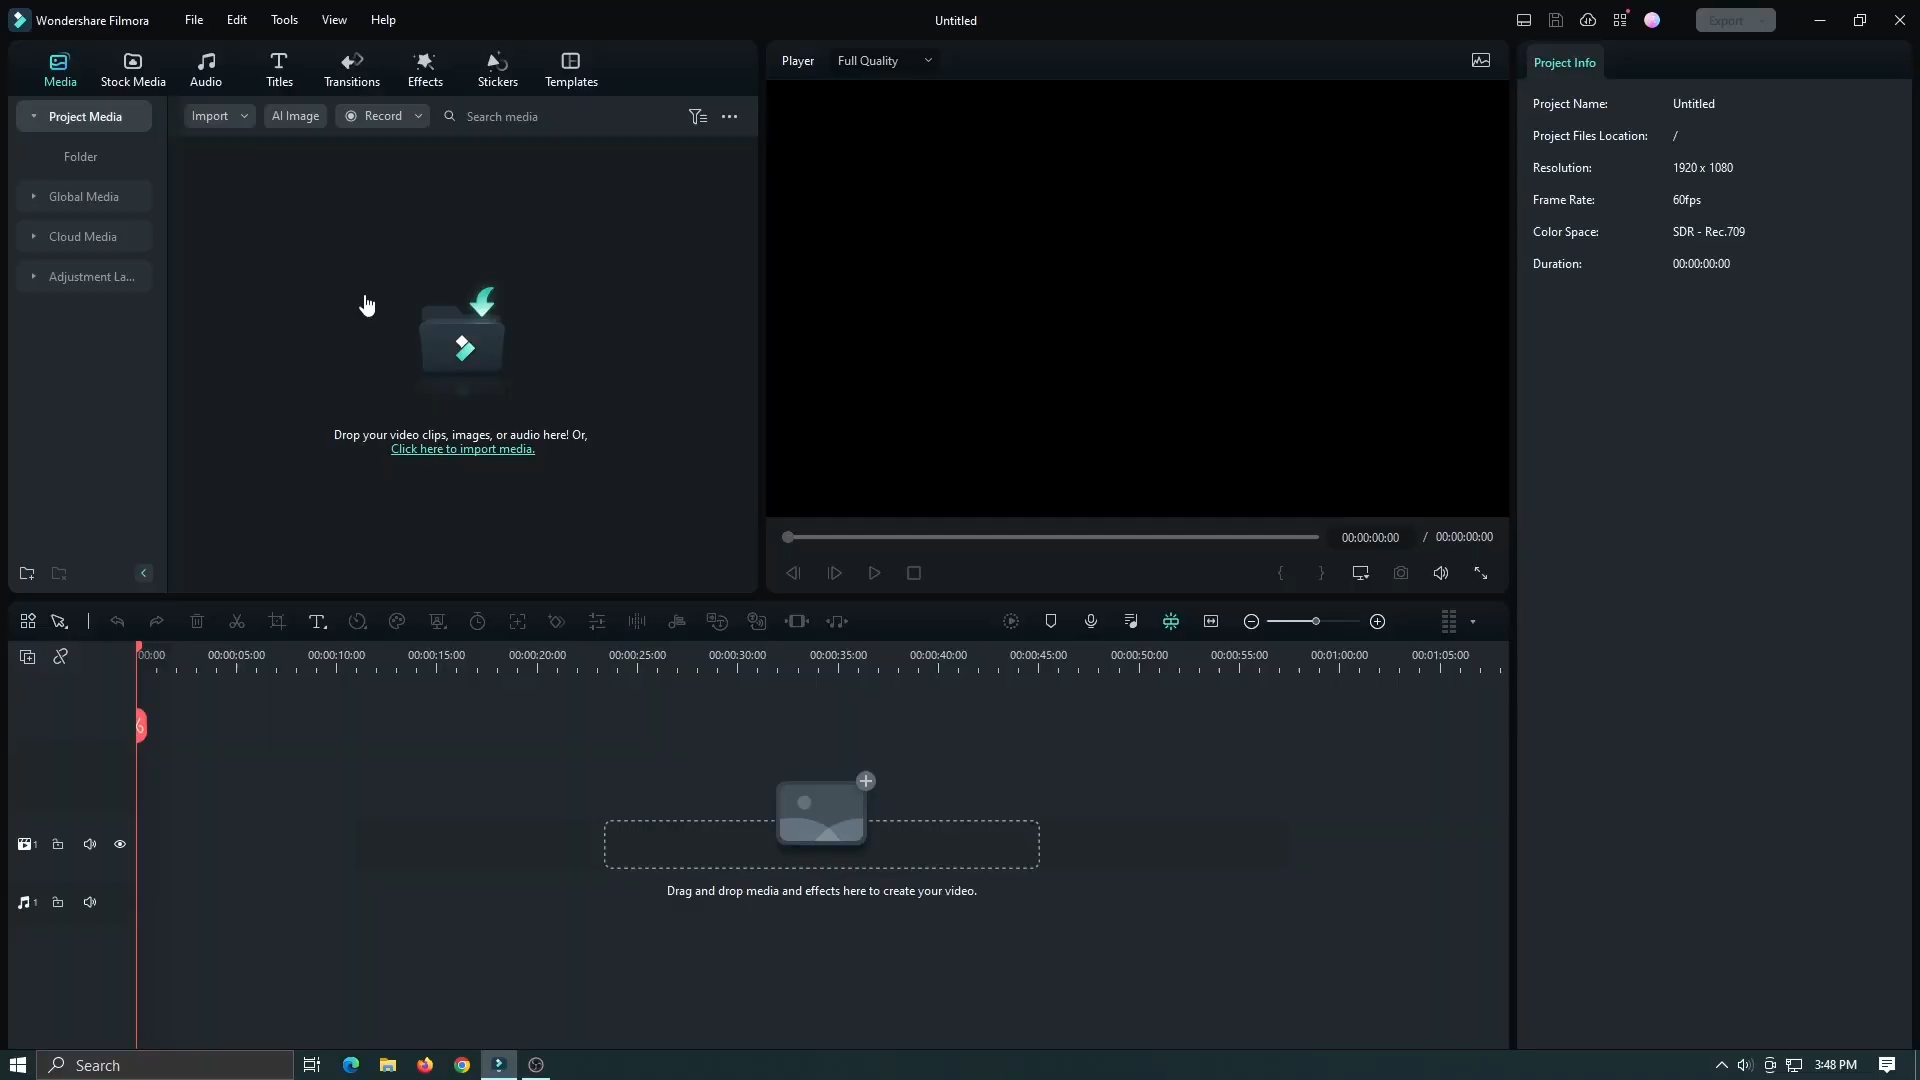 Wondershare Filmora
File
Edit
Tools
View
Help
Untitled
Export
Media
Stock Media
Audio
Titles
Transitions
Effects
Stickers
Templates
Player
Full Quality
Project Info
Project Media
Import
AI Image
Record
Search media
Folder
Global Media
Cloud Media
Adjustment La...
Drop your video clips, images, or audio here! Or,
Click here to import media.
Project Name: Untitled
Project Files Location: /
Resolution: 1920 x 1080
Frame Rate: 60fps
Color Space: SDR - Rec.709
Duration: 00:00:00:00
00:00:00:00 / 00:00:00:00
00:00 00:00:05:00 00:00:10:00 00:00:15:00 00:00:20:00 00:00:25:00 00:00:30:00 00:00:35:00 00:00:40:00 00:00:45:00 00:00:50:00 00:00:55:00 00:01:00:00 00:01:05:00
1
Drag and drop media and effects here to create your video.
1
Search
3:48 PM